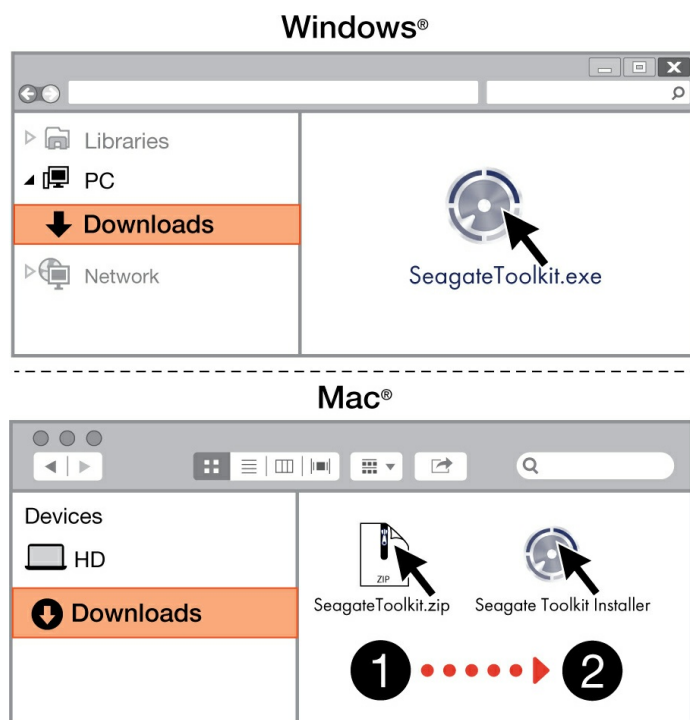 Windows®
Libraries
PC
Downloads
Network
SeagateToolkit.exe
Mac®
Devices
HD
Downloads
ZIP
SeagateToolkit.zip
Seagate Toolkit Installer
1
2